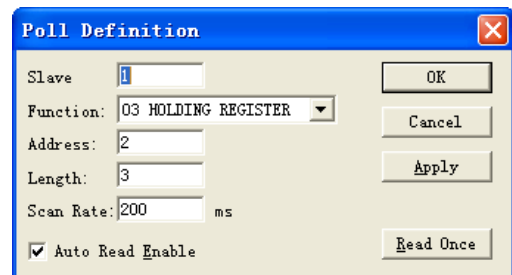 Poll Definition
Slave 1
OK
Function: 03 HOLDING REGISTER
Cancel
Address: 2
Apply
Length: 3
Scan Rate: 200 ms
Auto Read Enable
Read Once